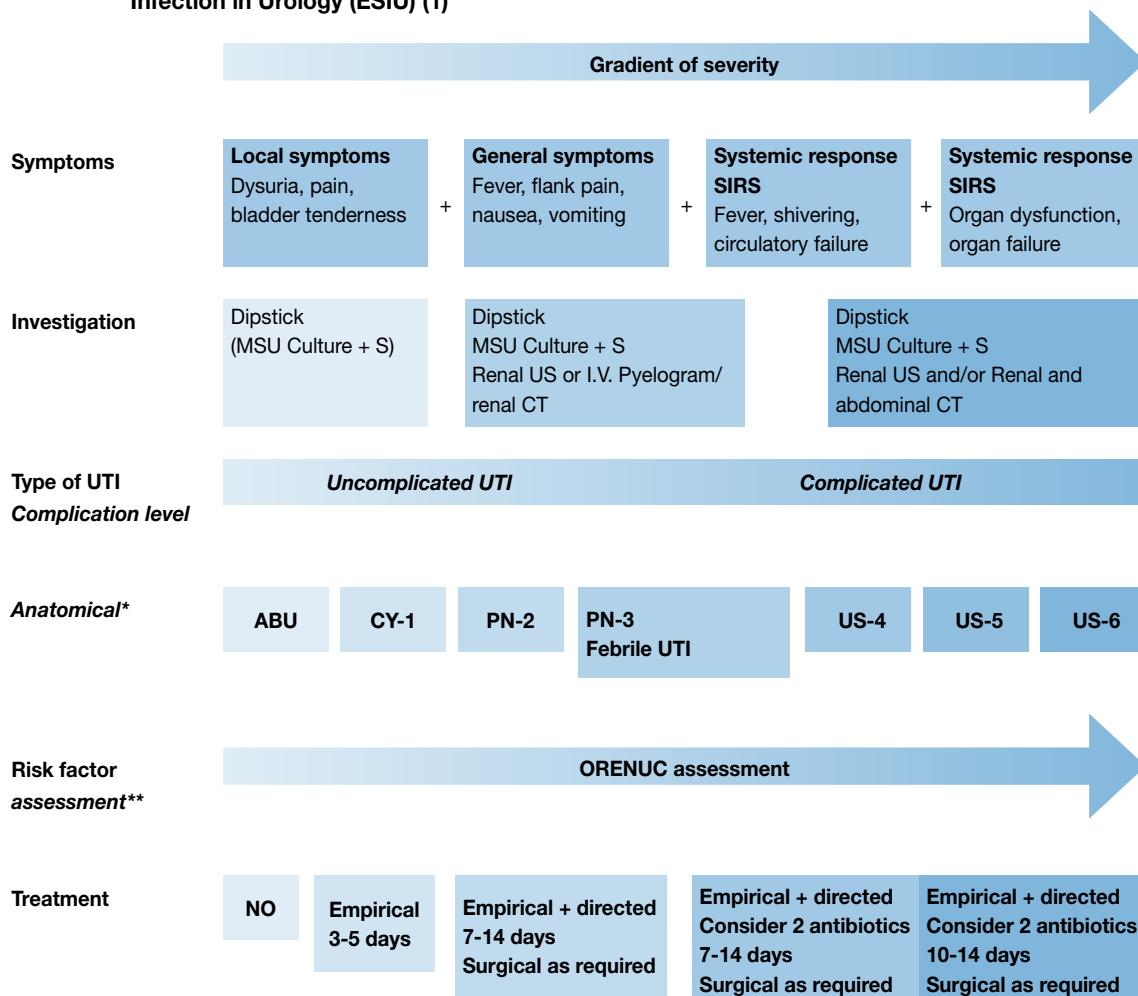 Infection in Urology (ESIU) (1)
Gradient of severity
Symptoms
Local symptoms
Dysuria, pain,
bladder tenderness
+
General symptoms
Fever, flank pain,
nausea, vomiting
+
Systemic response
SIRS
Fever, shivering,
circulatory failure
+
Systemic response
SIRS
Organ dysfunction,
organ failure
Investigation
Dipstick
(MSU Culture + S)
Dipstick
MSU Culture + S
Renal US or I.V. Pyelogram/
renal CT
Dipstick
MSU Culture + S
Renal US and/or Renal and
abdominal CT
Type of UTI
Complication level
Uncomplicated UTI
Complicated UTI
Anatomical*
ABU
CY-1
PN-2
PN-3
Febrile UTI
US-4
US-5
US-6
Risk factor
assessment**
ORENUC assessment
Treatment
NO
Empirical
3-5 days
Empirical + directed
7-14 days
Surgical as required
Empirical + directed
Consider 2 antibiotics
7-14 days
Surgical as required
Empirical + directed
Consider 2 antibiotics
10-14 days
Surgical as required